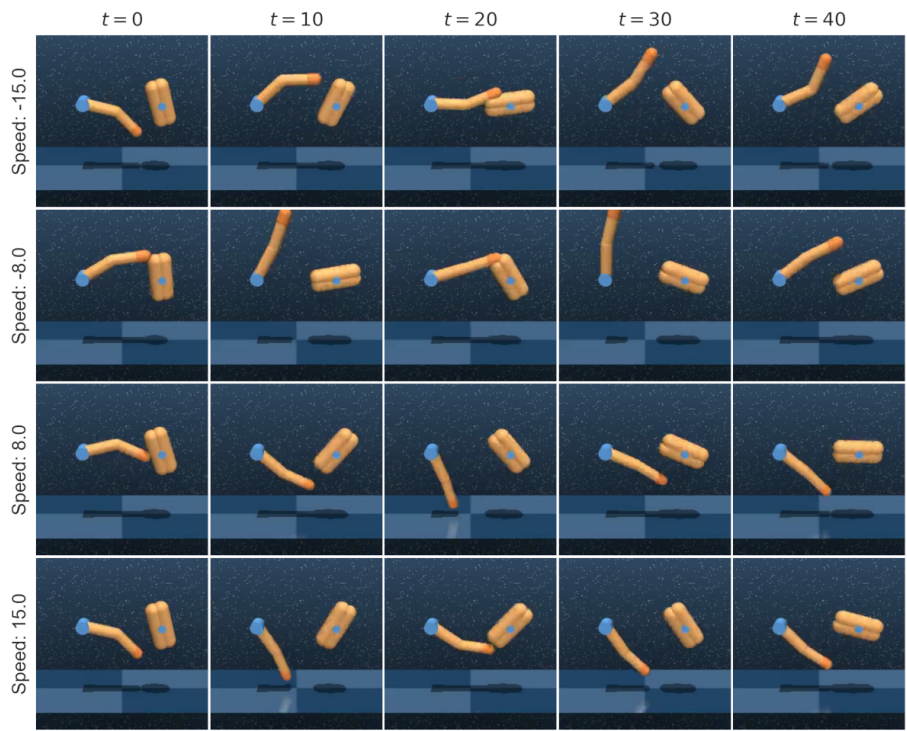 t = 0 t = 10 t = 20 t = 30 t = 40
Speed: -15.0
Speed: -8.0
Speed: 8.0
Speed: 15.0